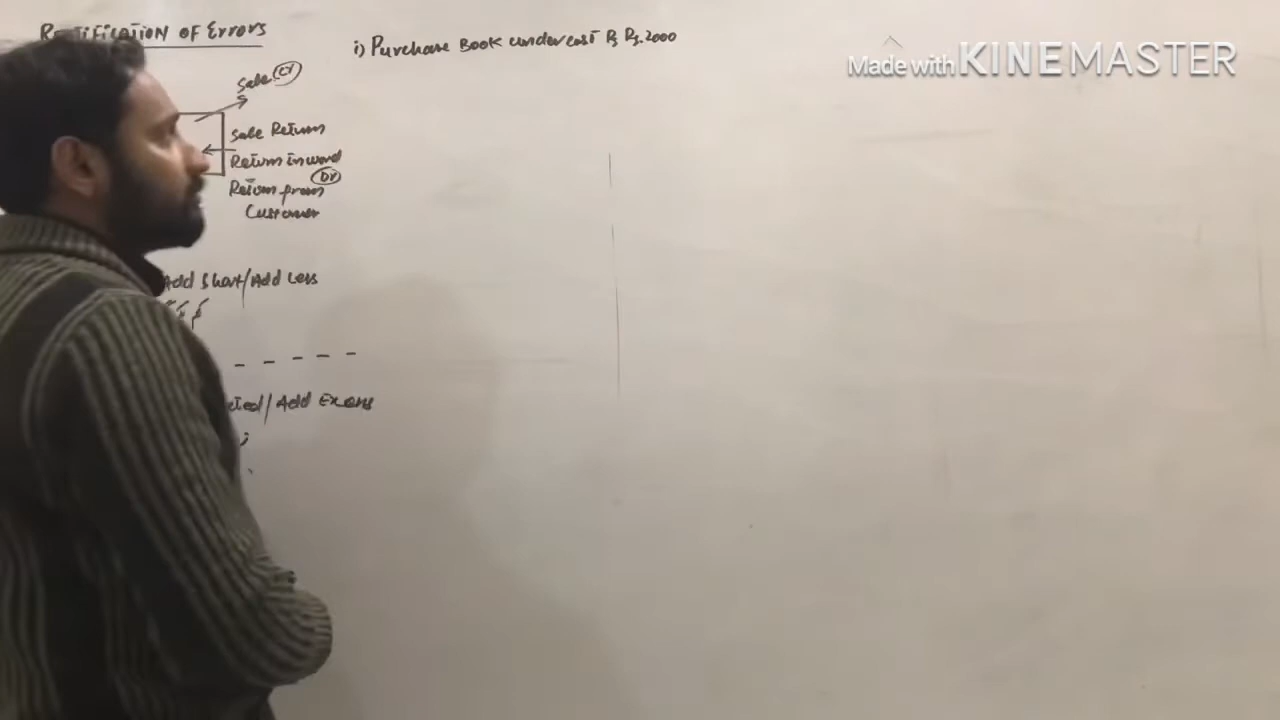 Rectification of Errors
i) Purchase Book undercast By Rs.2000
Made with KINEMASTER
Sale Cr
Sale Return
Return Inward
Dr
Return from
Customer
Add Short/Add Less
Add Excess